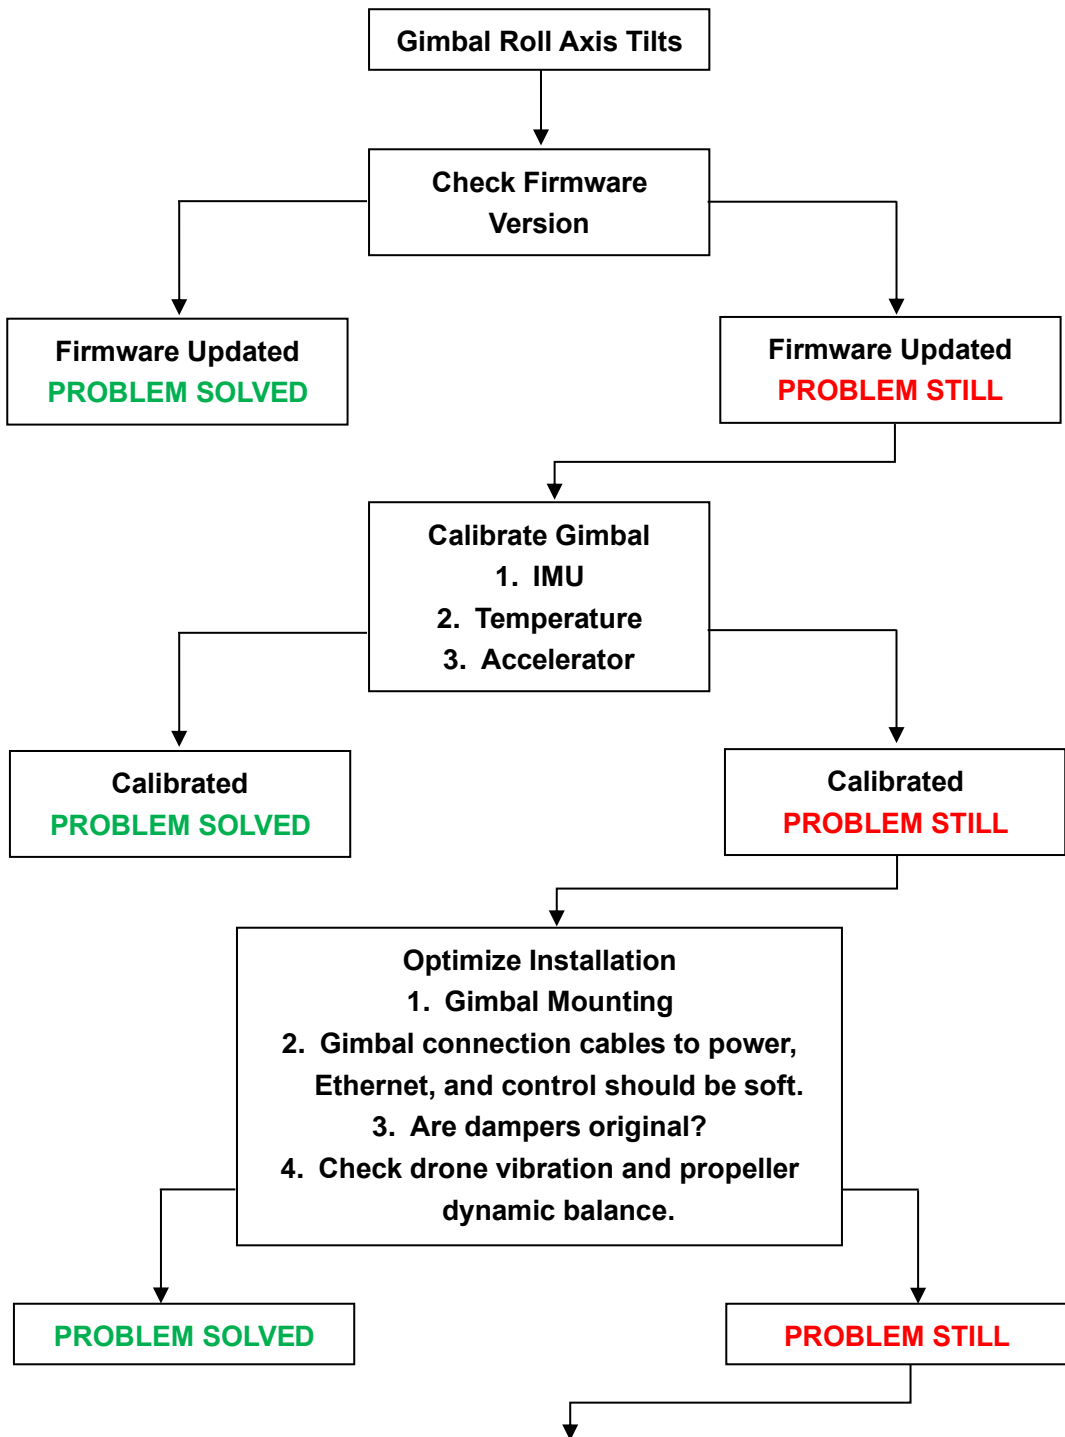 Gimbal Roll Axis Tilts
Check Firmware
Version
Firmware Updated
PROBLEM SOLVED
Firmware Updated
PROBLEM STILL
Calibrate Gimbal
1. IMU
2. Temperature
3. Accelerator
Calibrated
PROBLEM SOLVED
Calibrated
PROBLEM STILL
Optimize Installation
1. Gimbal Mounting
2. Gimbal connection cables to power,
Ethernet, and control should be soft.
3. Are dampers original?
4. Check drone vibration and propeller
dynamic balance.
PROBLEM SOLVED
PROBLEM STILL